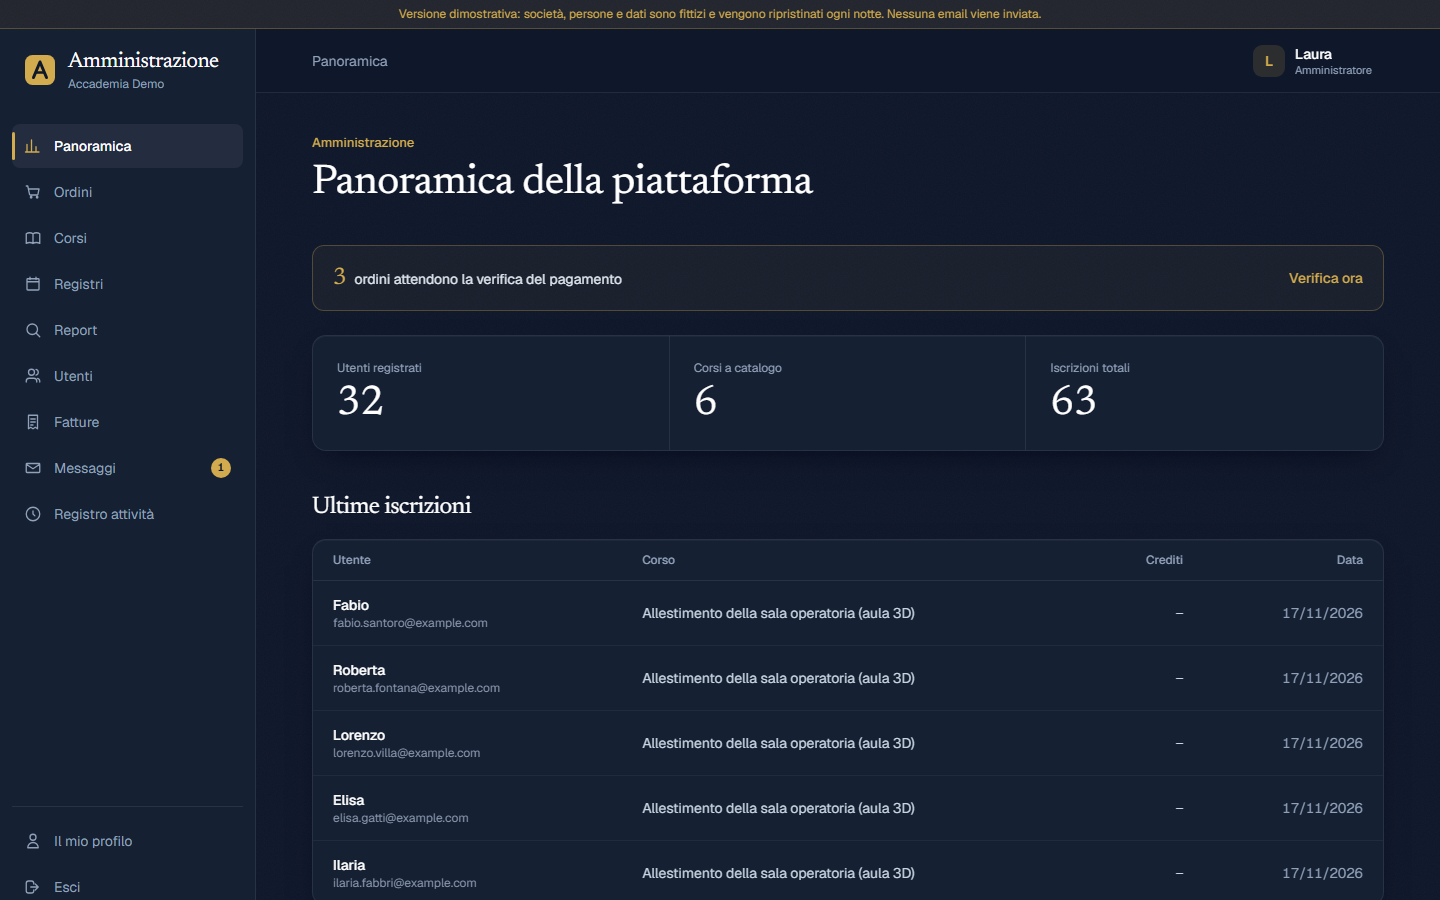 Versione dimostrativa: società, persone e dati sono fittizi e vengono ripristinati ogni notte. Nessuna email viene inviata.
A
Amministrazione
Accademia Demo
Panoramica
Ordini
Corsi
Registri
Report
Utenti
Fatture
Messaggi 1
Registro attività
Il mio profilo
Esci
Panoramica
L
Laura
Amministratore
Amministrazione
Panoramica della piattaforma
3 ordini attendono la verifica del pagamento Verifica ora
Utenti registrati
32
Corsi a catalogo
6
Iscrizioni totali
63
Ultime iscrizioni
Utente Corso Crediti Data
Fabio
fabio.santoro@example.com
Allestimento della sala operatoria (aula 3D) – 17/11/2026
Roberta
roberta.fontana@example.com
Allestimento della sala operatoria (aula 3D) – 17/11/2026
Lorenzo
lorenzo.villa@example.com
Allestimento della sala operatoria (aula 3D) – 17/11/2026
Elisa
elisa.gatti@example.com
Allestimento della sala operatoria (aula 3D) – 17/11/2026
Ilaria
ilaria.fabbri@example.com
Allestimento della sala operatoria (aula 3D) – 17/11/2026